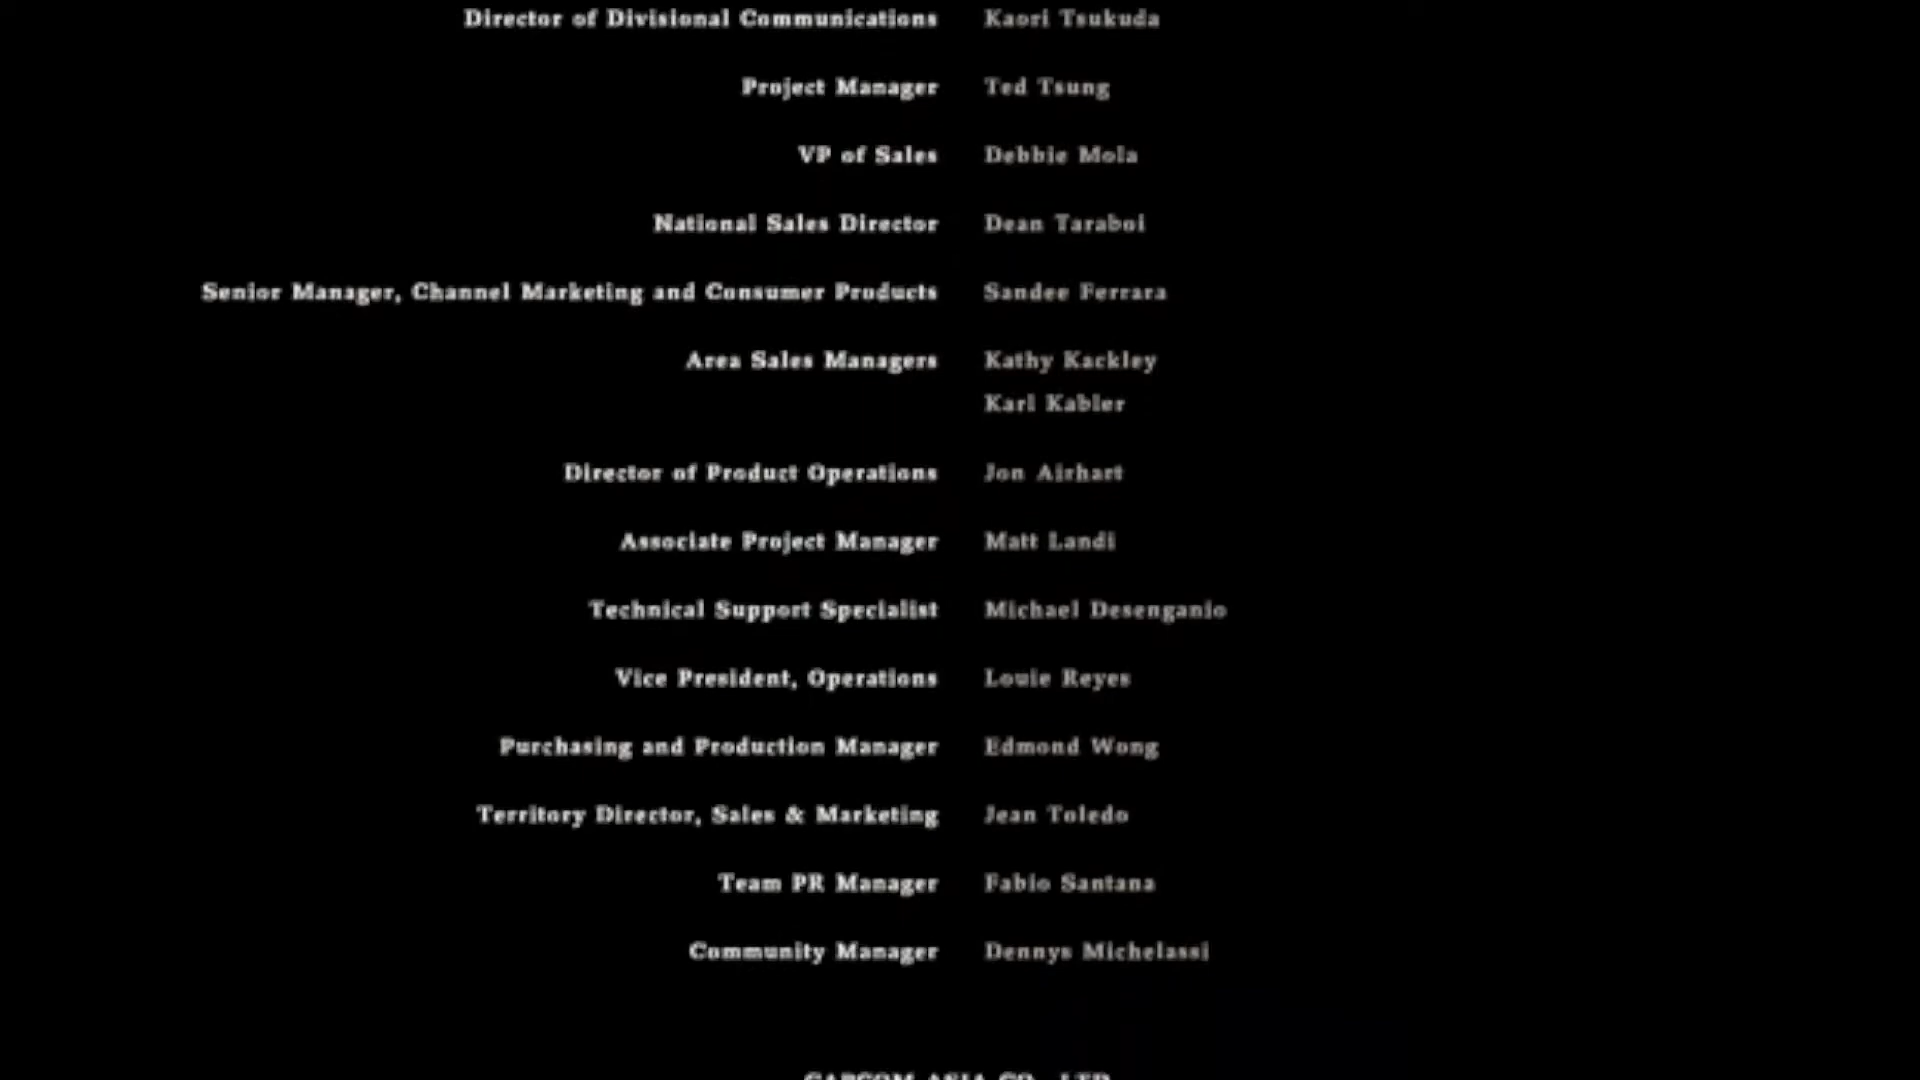 Director of Divisional Communications Kaori Tsukuda
Project Manager Ted Tsung
VP of Sales Debbie Mola
National Sales Director Dean Taraboi
Senior Manager, Channel Marketing and Consumer Products Sandee Ferrara
Area Sales Managers Kathy Kackley
Karl Kabler
Director of Product Operations Jon Airhart
Associate Project Manager Matt Landi
Technical Support Specialist Michael Desenganio
Vice President, Operations Louie Reyes
Purchasing and Production Manager Edmond Wong
Territory Director, Sales & Marketing Jean Toledo
Team PR Manager Fabio Santana
Community Manager Dennys Michelassi
CAPCOM ASIA CO., LTD.